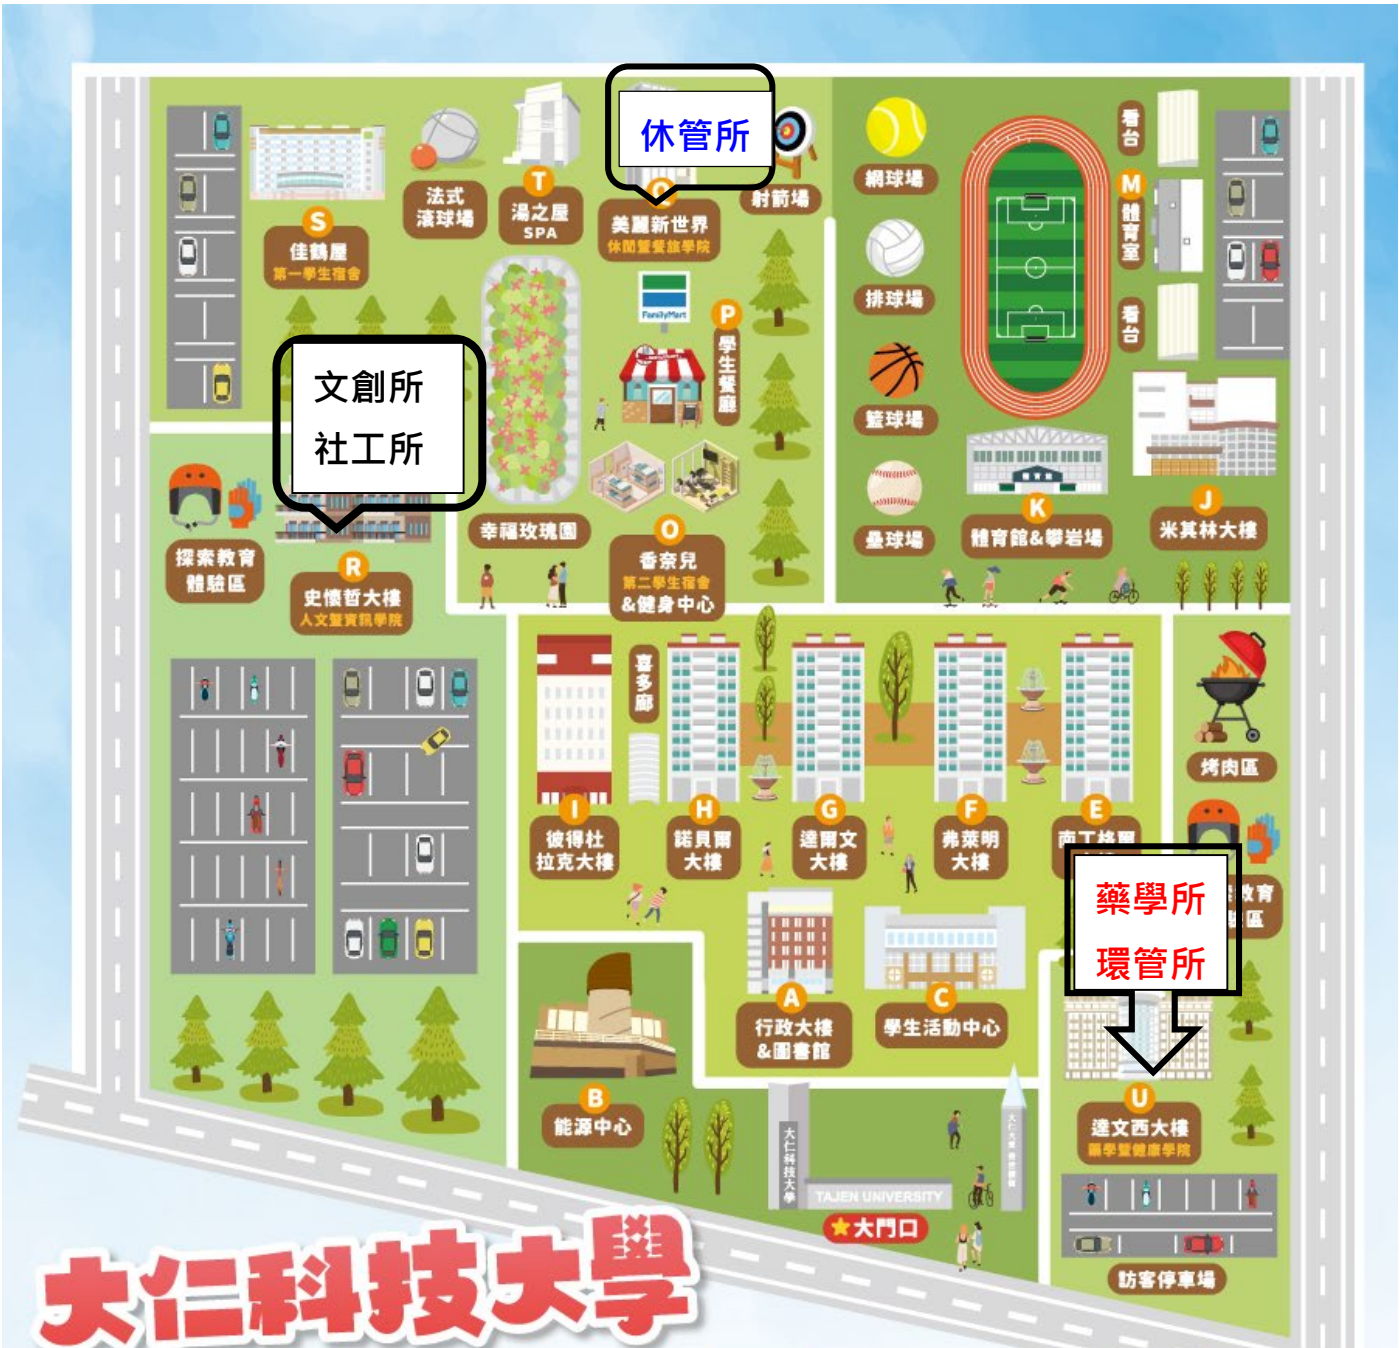 休管所
法式
滾球場
T
湯之屋
SPA
美麗新世界
休閒暨餐旅學院
射箭場
S
佳鶴屋
第一學生宿舍
FamilyMart
P
學生餐廳
網球場
排球場
籃球場
壘球場
看台
M
體育室
看台
K
體育館&攀岩場
J
米其林大樓
文創所
社工所
探索教育
體驗區
R
史懷哲大樓
人文暨資訊學院
幸福玫瑰園
O
香奈兒
第二學生宿舍
&健身中心
喜多廊
I
彼得杜
拉克大樓
H
諾貝爾
大樓
G
達爾文
大樓
F
弗萊明
大樓
E
南丁格爾
烤肉區
教育
區
藥學所
環管所
A
行政大樓
&圖書館
C
學生活動中心
B
能源中心
U
達文西大樓
藥學暨健康學院
大仁科技大學
TAJEN UNIVERSITY
大門口
訪客停車場
大仁科技大學